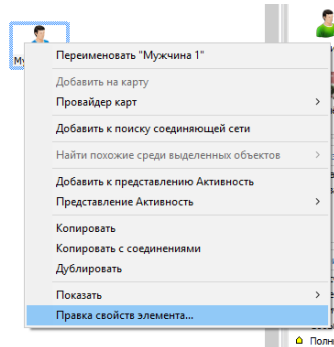 Переименовать "Мужчина 1"
Добавить на карту
Провайдер карт
Добавить к поиску соединяющей сети
Найти похожие среди выделенных объектов
Добавить к представлению Активность
Представление Активность
Копировать
Копировать с соединениями
Дублировать
Показать
Правка свойств элемента...